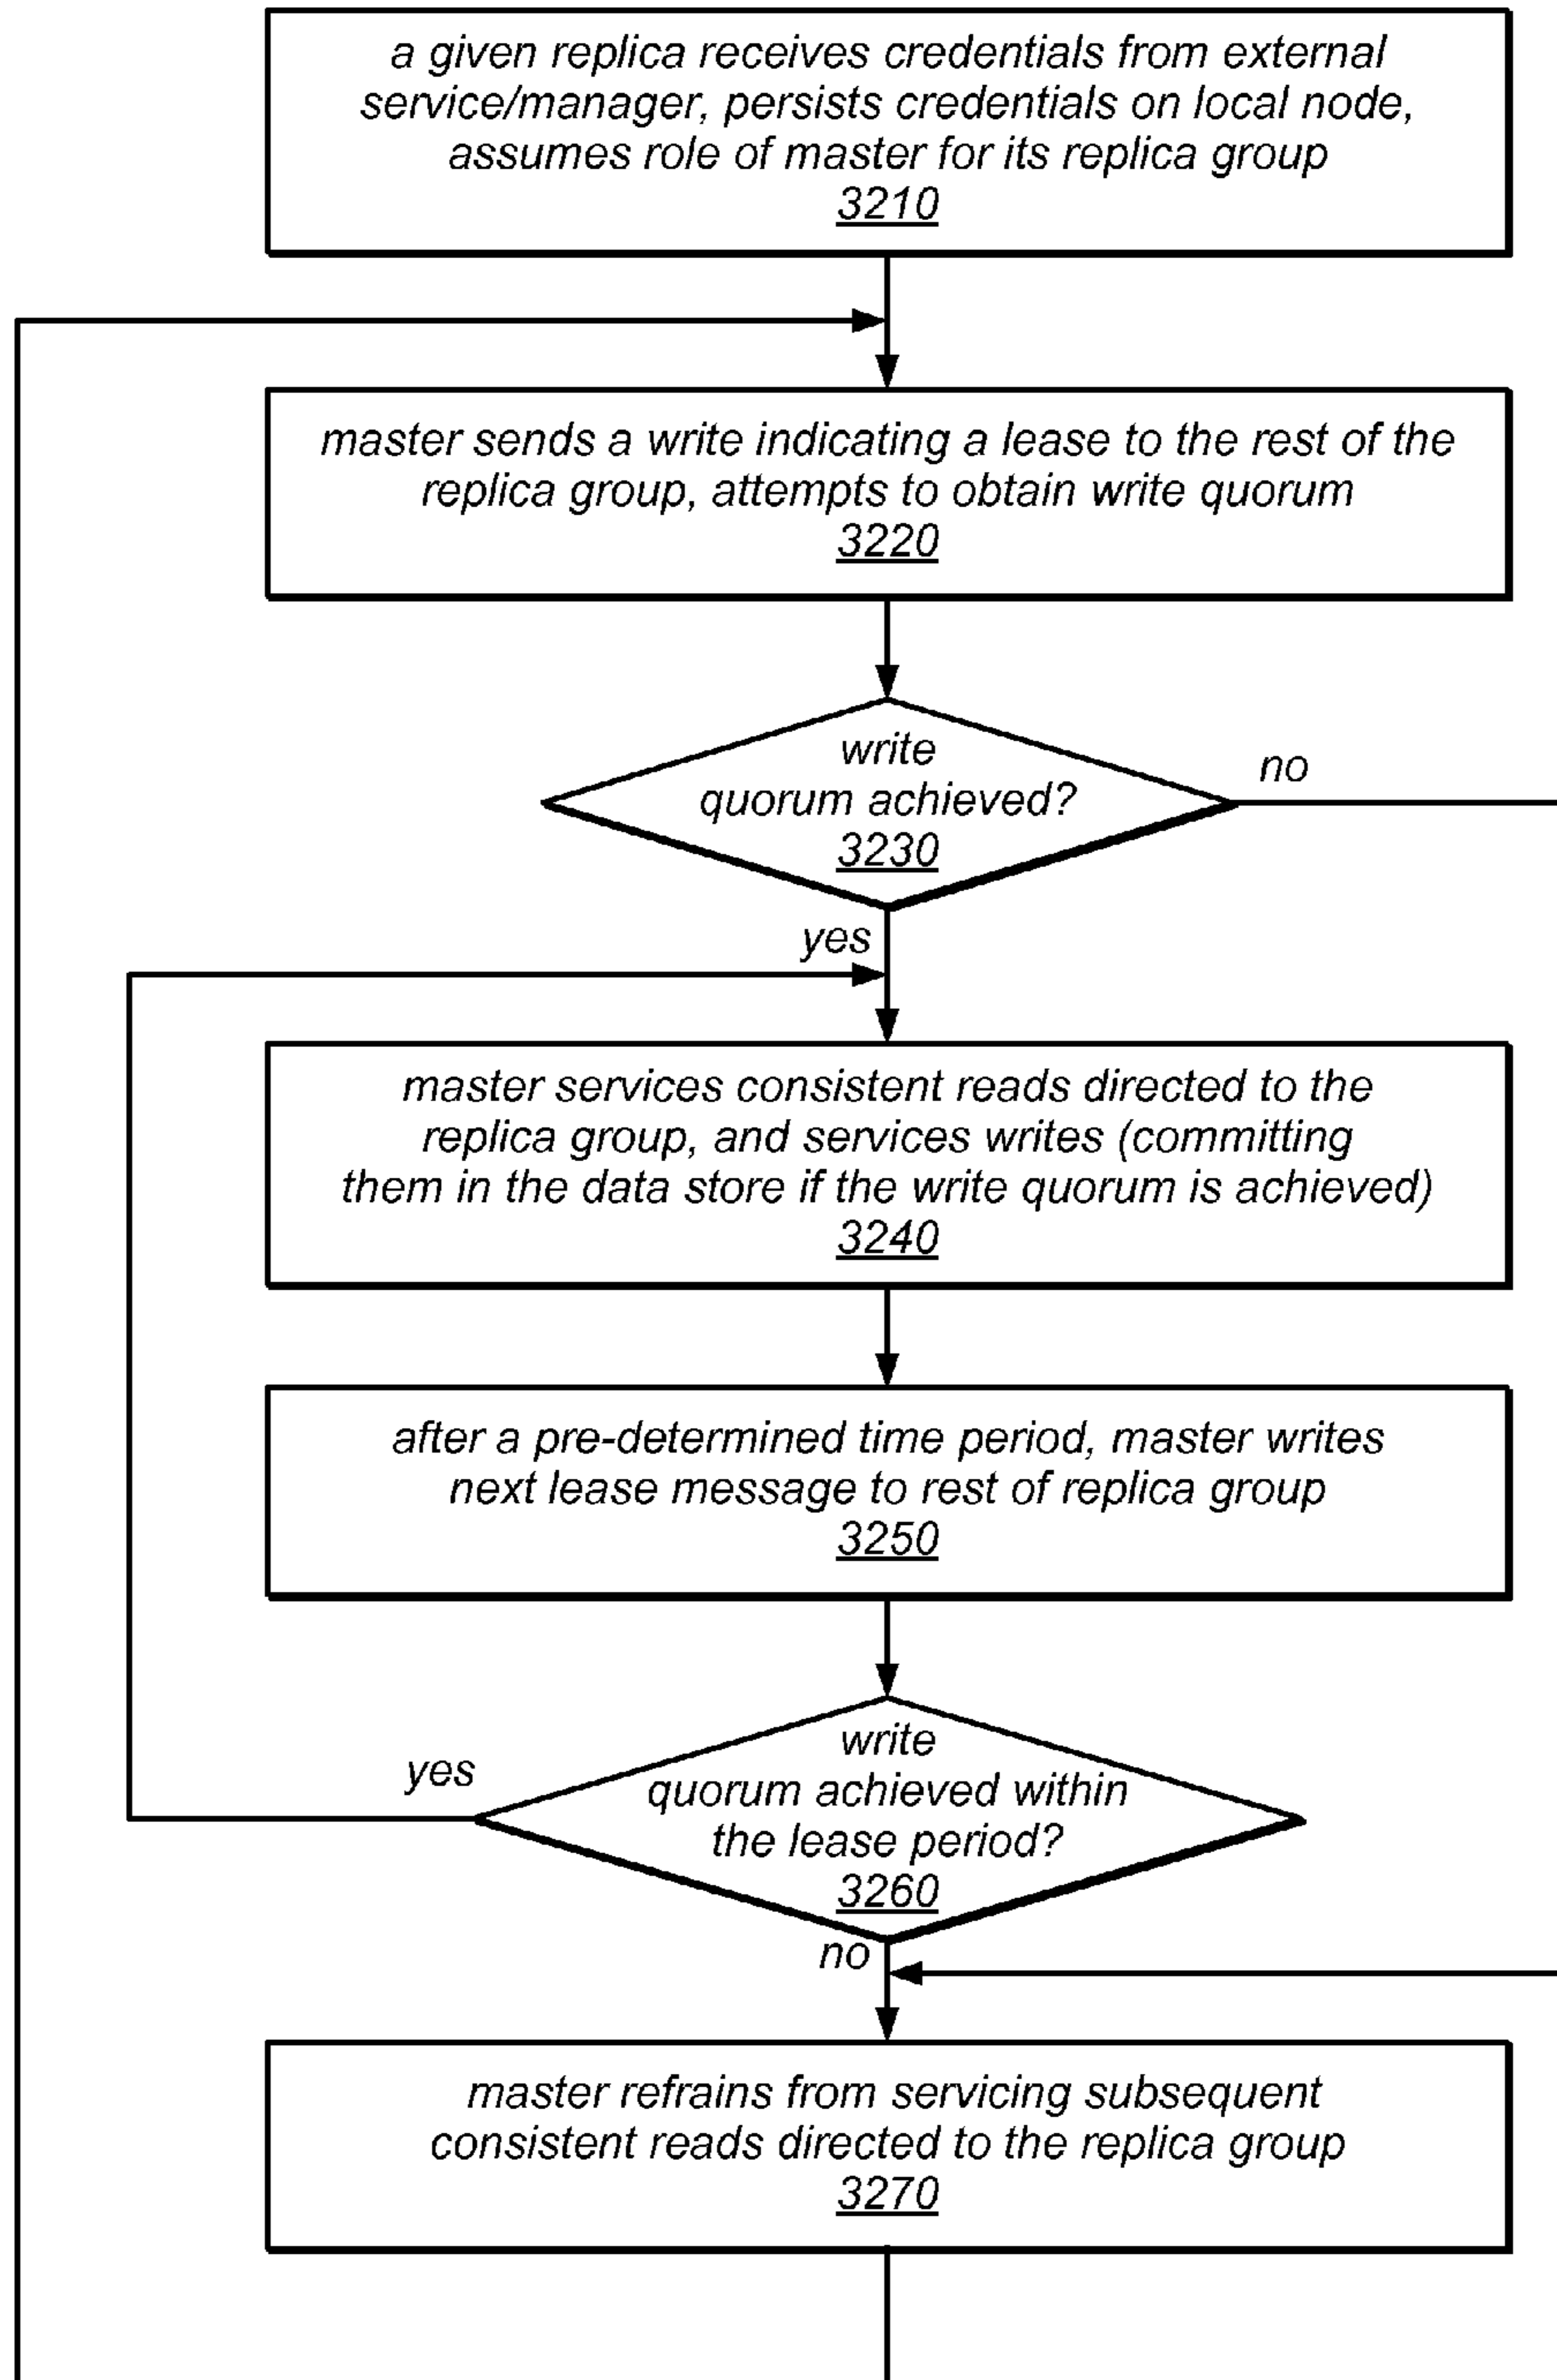 a given replica receives credentials from external
service/manager, persists credentials on local node,
assumes role of master for its replica group
3210
master sends a write indicating a lease to the rest of the
replica group, attempts to obtain write quorum
3220
write
quorum achieved?
3230
no
yes
master services consistent reads directed to the
replica group, and services writes (committing
them in the data store if the write quorum is achieved)
3240
after a pre-determined time period, master writes
next lease message to rest of replica group
3250
write
quorum achieved within
the lease period?
3260
yes
no
master refrains from servicing subsequent
consistent reads directed to the replica group
3270